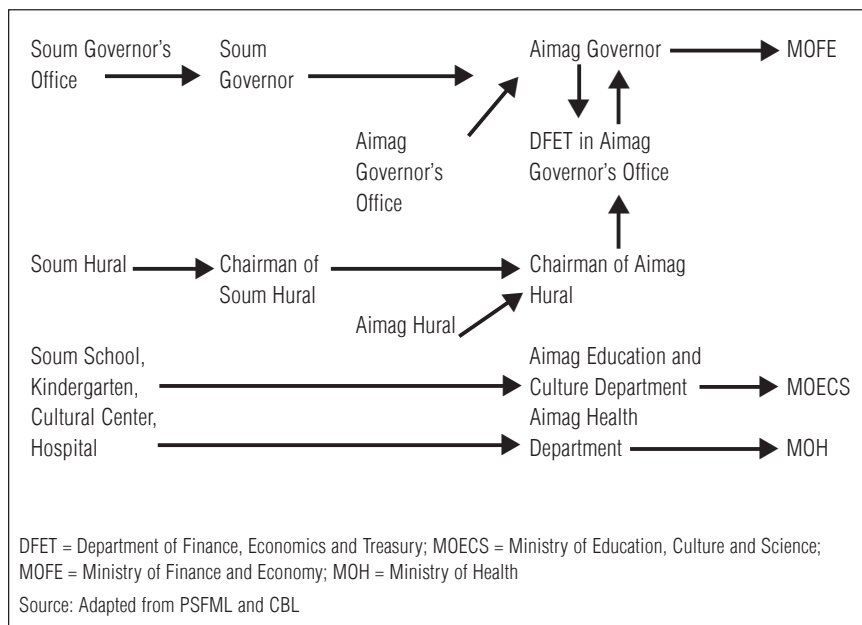 Soum Governor's
Office
Soum
Governor
Aimag Governor
MOFE
Aimag
Governor's
Office
DFET in Aimag
Governor's Office
Soum Hural
Chairman of
Soum Hural
Chairman of Aimag
Hural
Aimag Hural
Soum School,
Kindergarten,
Cultural Center,
Hospital
Aimag Education and
Culture Department
MOECS
Aimag Health
Department
MOH
DFET = Department of Finance, Economics and Treasury; MOECS = Ministry of Education, Culture and Science;
MOFE = Ministry of Finance and Economy; MOH = Ministry of Health
Source: Adapted from PSFML and CBL